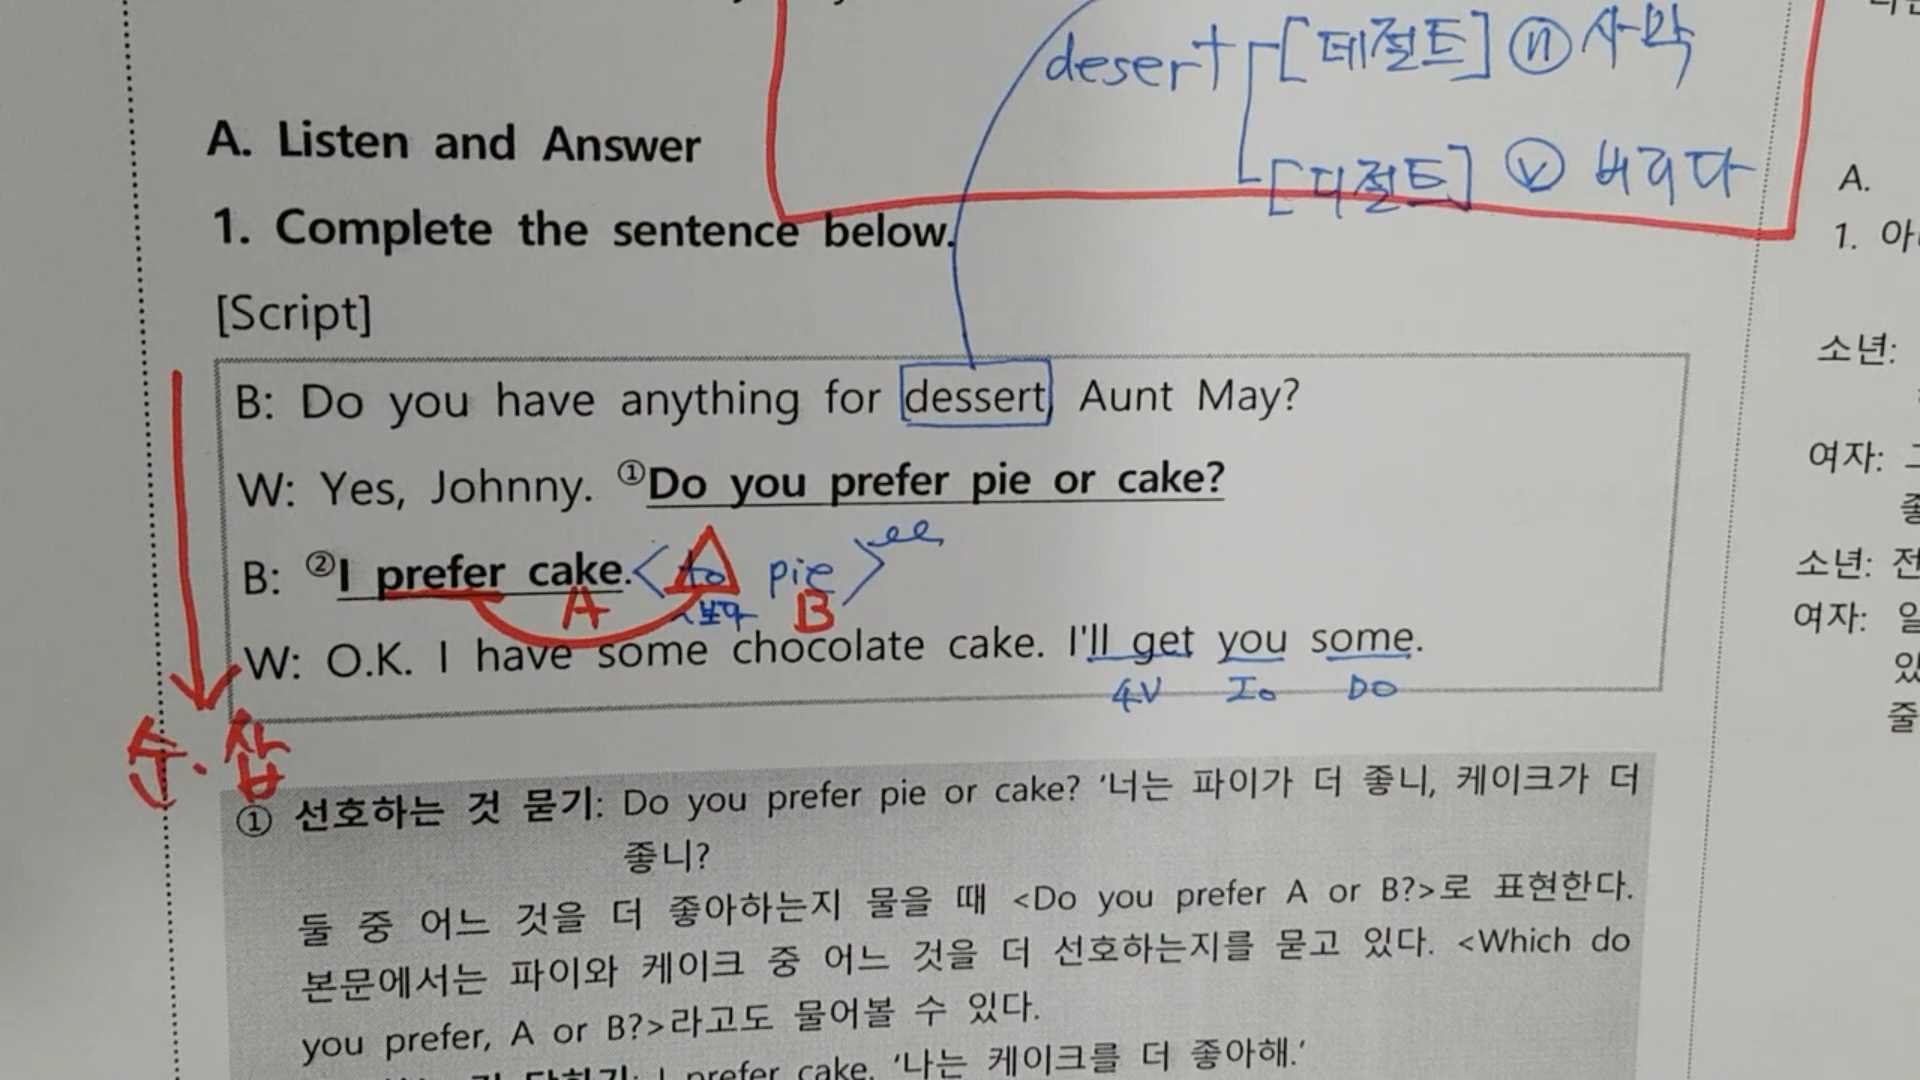 desert [데절트] ⓝ 사막
[디절트] ⓥ 버리다
A. Listen and Answer
1. Complete the sentence below.
[Script]
B: Do you have anything for dessert, Aunt May?
W: Yes, Johnny. ①Do you prefer pie or cake?
B: ②I prefer cake.<to pie>
A 보다 B
W: O.K. I have some chocolate cake. I'll get you some.
4V IO DO
순.삽
① 선호하는 것 묻기: Do you prefer pie or cake? ‘너는 파이가 더 좋니, 케이크가 더
좋니?
둘 중 어느 것을 더 좋아하는지 물을 때 <Do you prefer A or B?>로 표현한다.
본문에서는 파이와 케이크 중 어느 것을 더 선호하는지를 묻고 있다. <Which do
you prefer, A or B?>라고도 물어볼 수 있다.
I prefer cake. ‘나는 케이크를 더 좋아해.’
A.
1.
소년:
여자:
소년: 전
여자: 일
있
줄